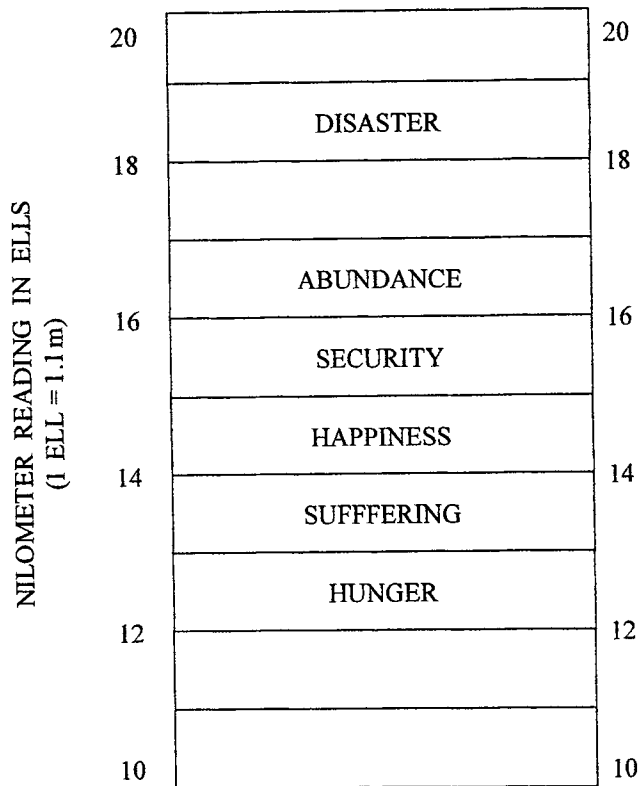 20 20
DISASTER
18 18
ABUNDANCE
16 16
SECURITY
HAPPINESS
14 14
SUFFFERING
HUNGER
12 12
10 10
NILOMETER READING IN ELLS
(1 ELL = 1.1m)